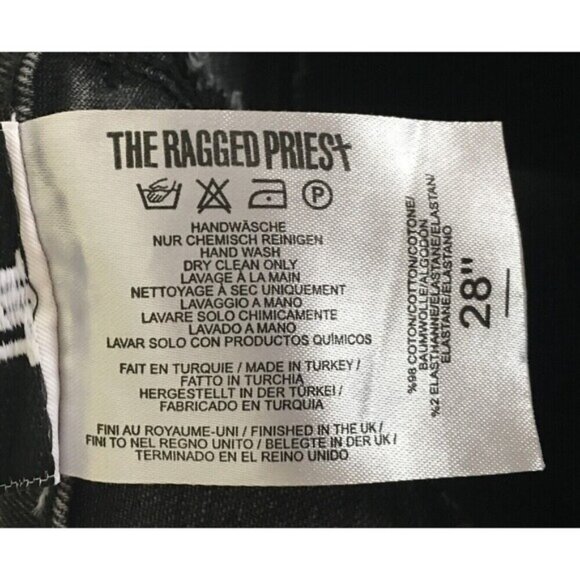 THE RAGGED PRIEST
P
HANDWÄSCHE
NUR CHEMISCH REINIGEN
HAND WASH
DRY CLEAN ONLY
LAVAGE À LA MAIN
NETTOYAGE À SEC UNIQUEMENT
LAVAGGIO A MANO
LAVARE SOLO CHIMICAMENTE
LAVADO A MANO
LAVAR SOLO CON PRODUCTOS QUÍMICOS
FAIT EN TURQUIE / MADE IN TURKEY /
FATTO IN TURCHIA
HERGESTELLT IN DER TÜRKEI /
FABRICADO EN TURQUIA
FINI AU ROYAUME-UNI / FINISHED IN THE UK /
FINI TO NEL REGNO UNITO / BELEGTE IN DER UK /
TERMINADO EN EL REINO UNIDO
%98 COTON/COTTON/COTONE/
BAUMWOLLE/ALGODÓN
%2 ELASTHANNE/ELASTANE/ELASTAN/
ELASTANE/ELASTANO
28"